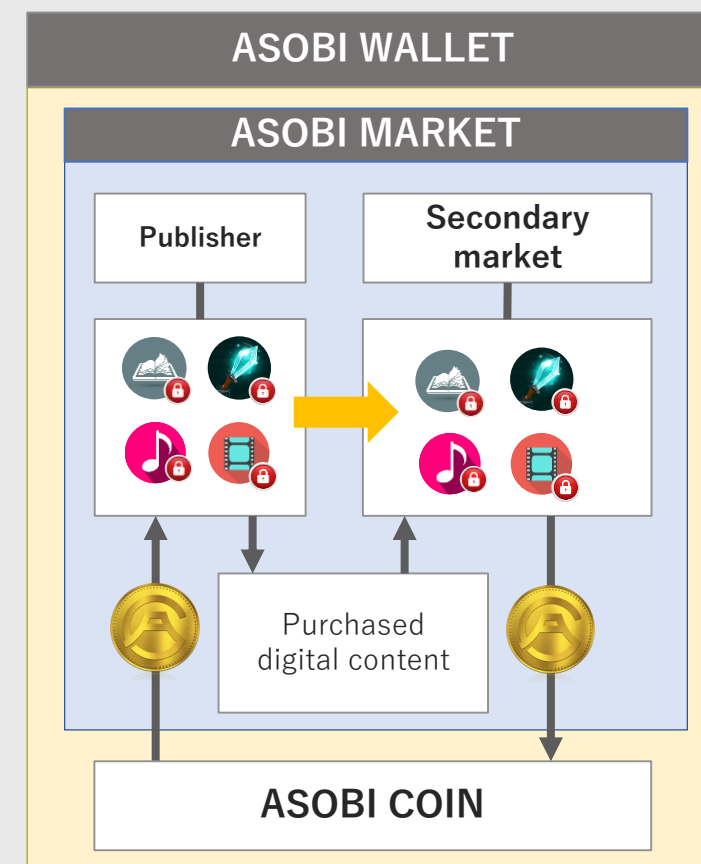 ASOBI WALLET
ASOBI MARKET
Publisher
Secondary
market
Purchased
digital content
ASOBI COIN